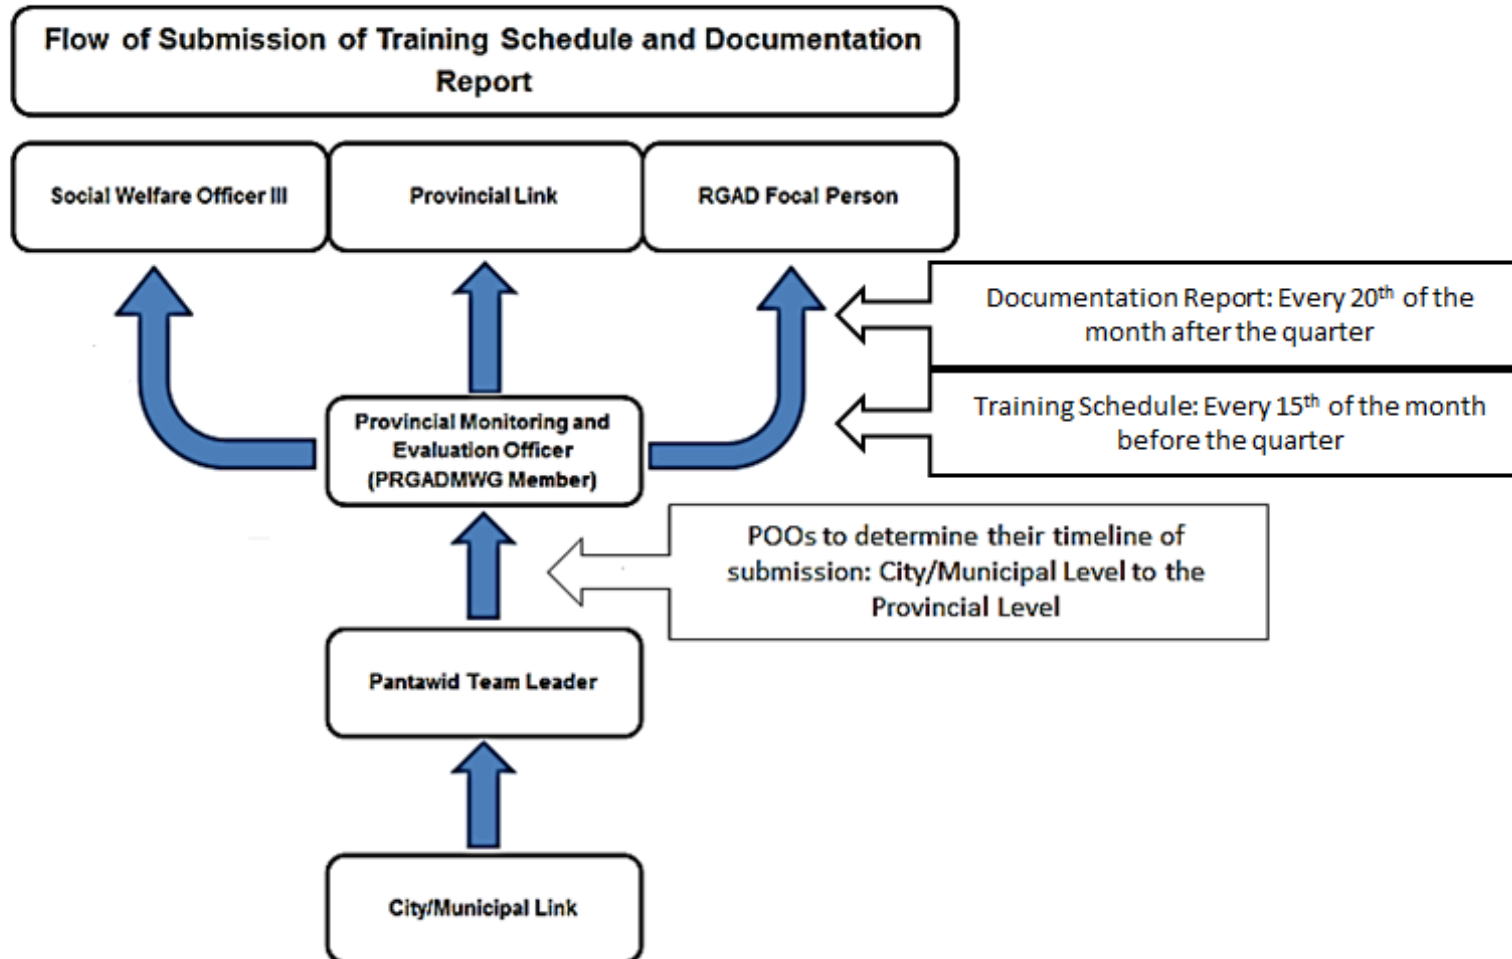 Flow of Submission of Training Schedule and Documentation
Report
Social Welfare Officer III
Provincial Link
RGAD Focal Person
Documentation Report: Every 20th of the
month after the quarter
Training Schedule: Every 15th of the month
before the quarter
Provincial Monitoring and
Evaluation Officer
(PRGADMWG Member)
POOs to determine their timeline of
submission: City/Municipal Level to the
Provincial Level
Pantawid Team Leader
City/Municipal Link